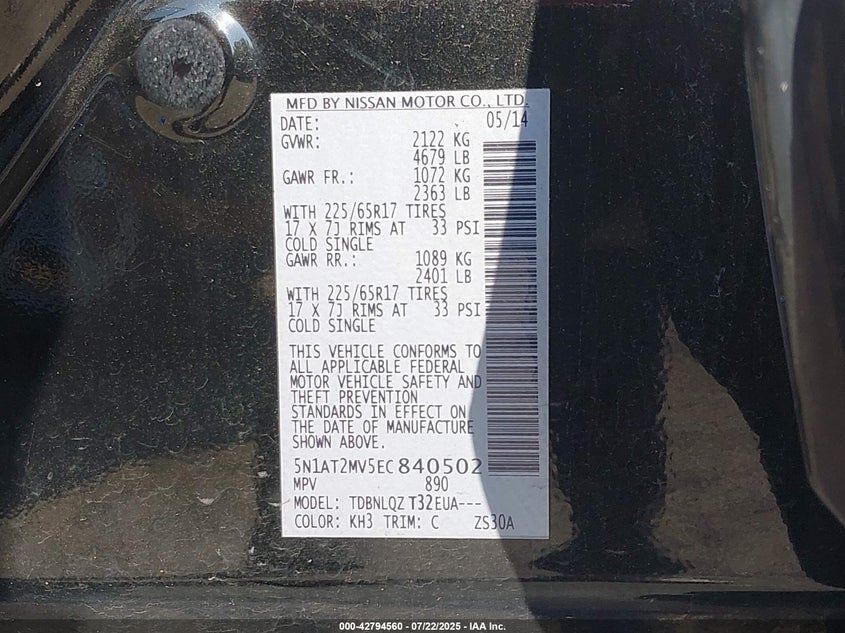 MFD BY NISSAN MOTOR CO., LTD.
DATE: 05/14
GVWR: 2122 KG
4679 LB
GAWR FR.: 1072 KG
2363 LB
WITH 225/65R17 TIRES
17 X 7J RIMS AT 33 PSI
COLD SINGLE
GAWR RR.: 1089 KG
2401 LB
WITH 225/65R17 TIRES
17 X 7J RIMS AT 33 PSI
COLD SINGLE
THIS VEHICLE CONFORMS TO
ALL APPLICABLE FEDERAL
MOTOR VEHICLE SAFETY AND
THEFT PREVENTION
STANDARDS IN EFFECT ON
THE DATE OF MANUFACTURE
SHOWN ABOVE.
5N1AT2MV5EC840502
MPV 890
MODEL: TDBNLQZ T32EUA---
COLOR: KH3 TRIM: C ZS30A
000-42794560 - 07/22/2025 - IAA Inc.